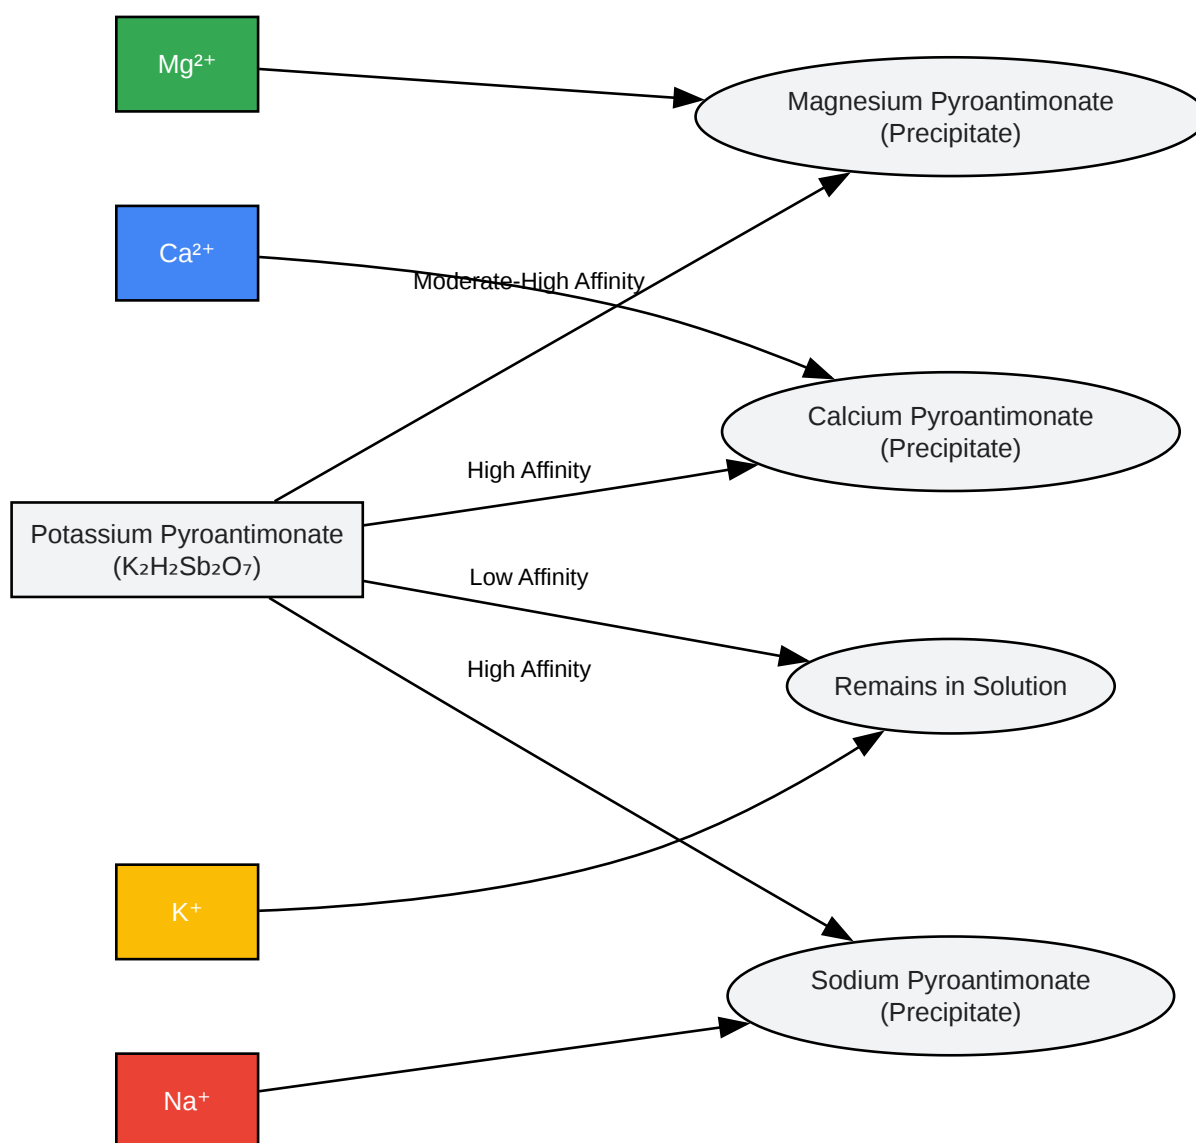 Mg²⁺
Magnesium Pyroantimonate
(Precipitate)
Ca²⁺
Moderate-High Affinity
Calcium Pyroantimonate
(Precipitate)
High Affinity
Potassium Pyroantimonate
(K₂H₂Sb₂O₇)
Low Affinity
High Affinity
Remains in Solution
K⁺
Sodium Pyroantimonate
(Precipitate)
Na⁺